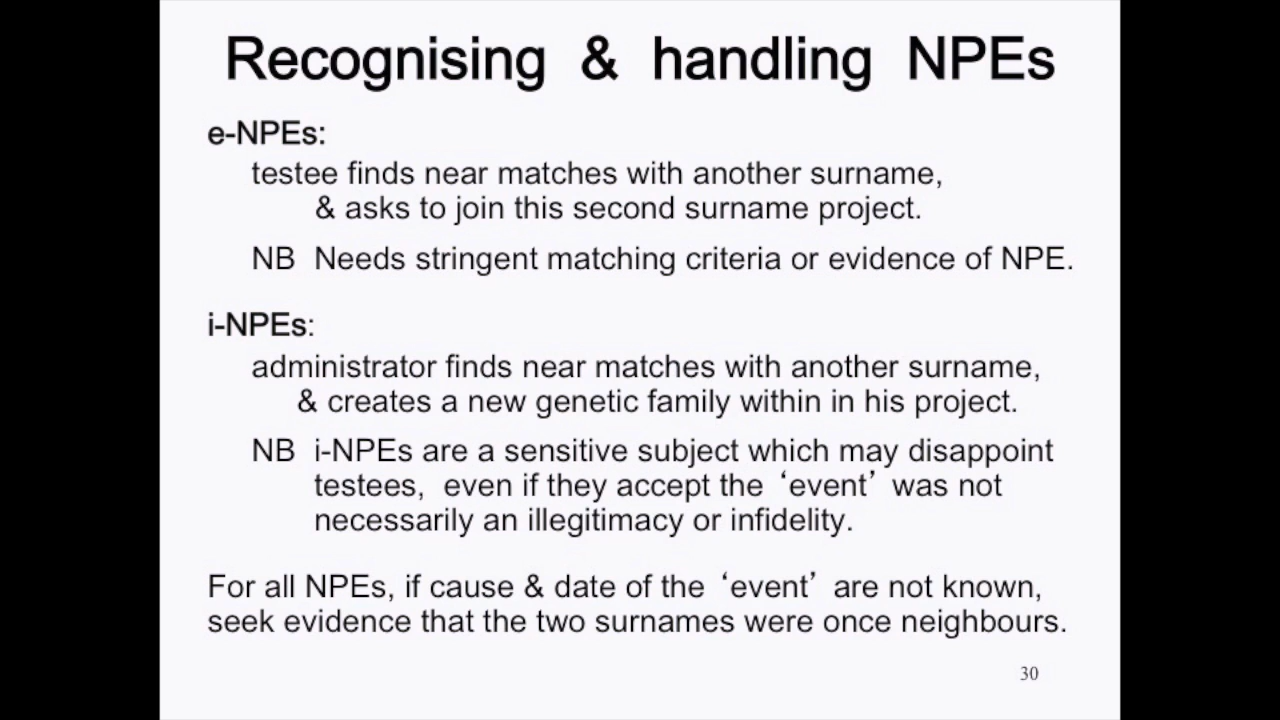 Recognising & handling NPEs
e-NPEs:
testee finds near matches with another surname,
& asks to join this second surname project.
NB Needs stringent matching criteria or evidence of NPE.
i-NPEs:
administrator finds near matches with another surname,
& creates a new genetic family within in his project.
NB i-NPEs are a sensitive subject which may disappoint
testees, even if they accept the ‘event’ was not
necessarily an illegitimacy or infidelity.
For all NPEs, if cause & date of the ‘event’ are not known,
seek evidence that the two surnames were once neighbours.
30